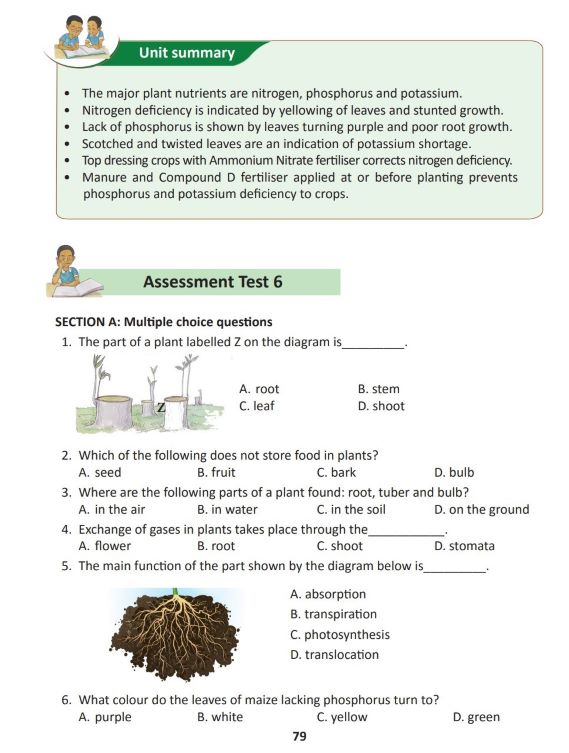 Unit summary
• The major plant nutrients are nitrogen, phosphorus and potassium.
• Nitrogen deficiency is indicated by yellowing of leaves and stunted growth.
• Lack of phosphorus is shown by leaves turning purple and poor root growth.
• Scotched and twisted leaves are an indication of potassium shortage.
• Top dressing crops with Ammonium Nitrate fertiliser corrects nitrogen deficiency.
• Manure and Compound D fertiliser applied at or before planting prevents
phosphorus and potassium deficiency to crops.
Assessment Test 6
SECTION A: Multiple choice questions
1. The part of a plant labelled Z on the diagram is_________.
Z
A. root B. stem
C. leaf D. shoot
2. Which of the following does not store food in plants?
A. seed B. fruit C. bark D. bulb
3. Where are the following parts of a plant found: root, tuber and bulb?
A. in the air B. in water C. in the soil D. on the ground
4. Exchange of gases in plants takes place through the___________.
A. flower B. root C. shoot D. stomata
5. The main function of the part shown by the diagram below is_________.
A. absorption
B. transpiration
C. photosynthesis
D. translocation
6. What colour do the leaves of maize lacking phosphorus turn to?
A. purple B. white C. yellow D. green
79